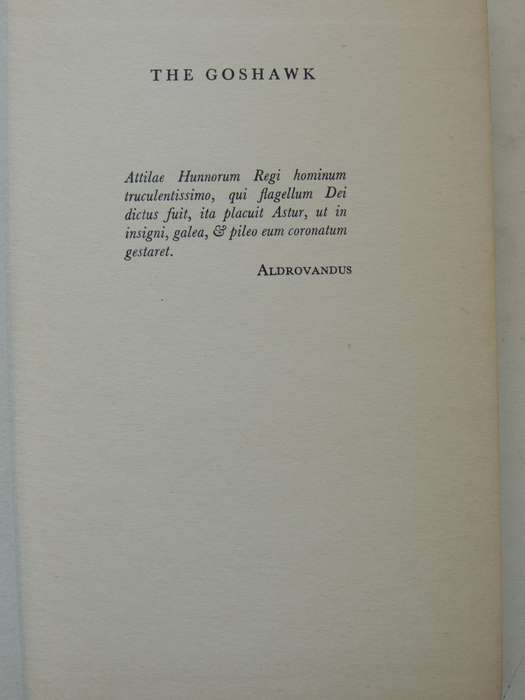 THE GOSHAWK
Attilae Hunnorum Regi hominum
truculentissimo, qui flagellum Dei
dictus fuit, ita placuit Astur, ut in
insigni, galea, & pileo eum coronatum
gestaret.
ALDROVANDUS